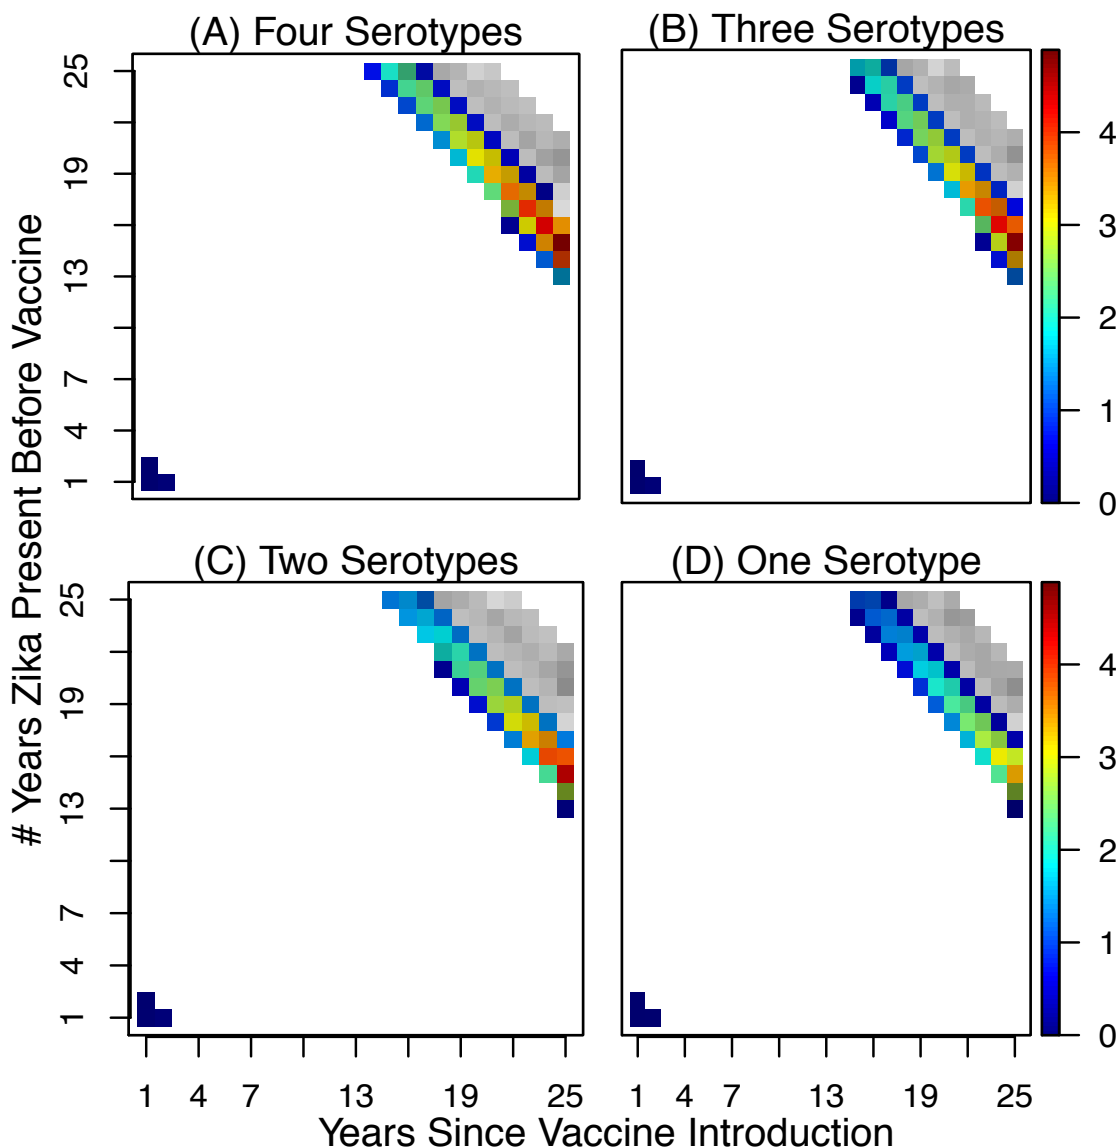 (A) Four Serotypes
(B) Three Serotypes
25
19
13
7
4
1
4
3
2
1
0
(C) Two Serotypes
(D) One Serotype
25
19
13
7
4
1
4
3
2
1
0
1 4 7 13 19 25
1 4 7 13 19 25
# Years Zika Present Before Vaccine
Years Since Vaccine Introduction